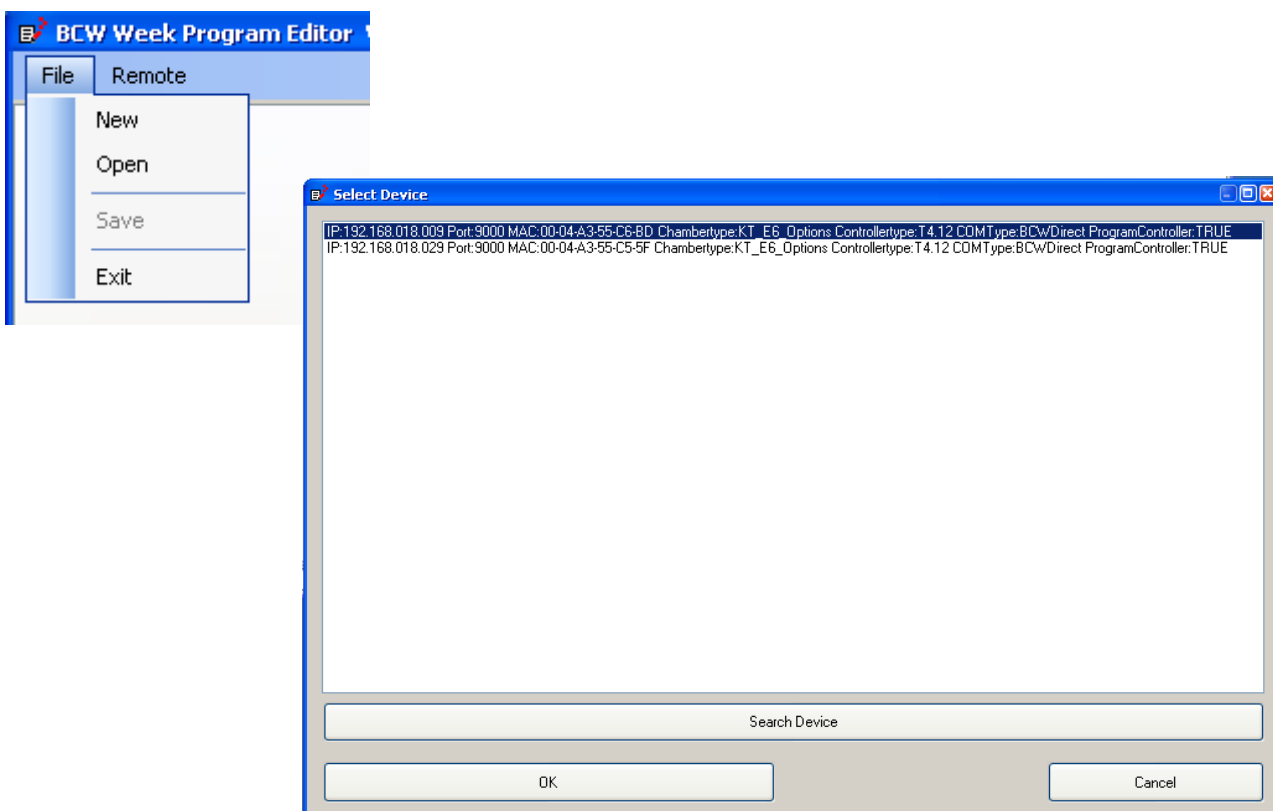 BCW Week Program Editor
File Remote
New
Open
Save
Exit
Select Device
IP:192.168.018.009 Port:9000 MAC:00-04-A3-55-C6-BD Chambertype:KT_E6_Options Controllertype:T4.12 COMType:BCWDirect ProgramController:TRUE
IP:192.168.018.029 Port:9000 MAC:00-04-A3-55-C5-5F Chambertype:KT_E6_Options Controllertype:T4.12 COMType:BCWDirect ProgramController:TRUE
Search Device
OK Cancel